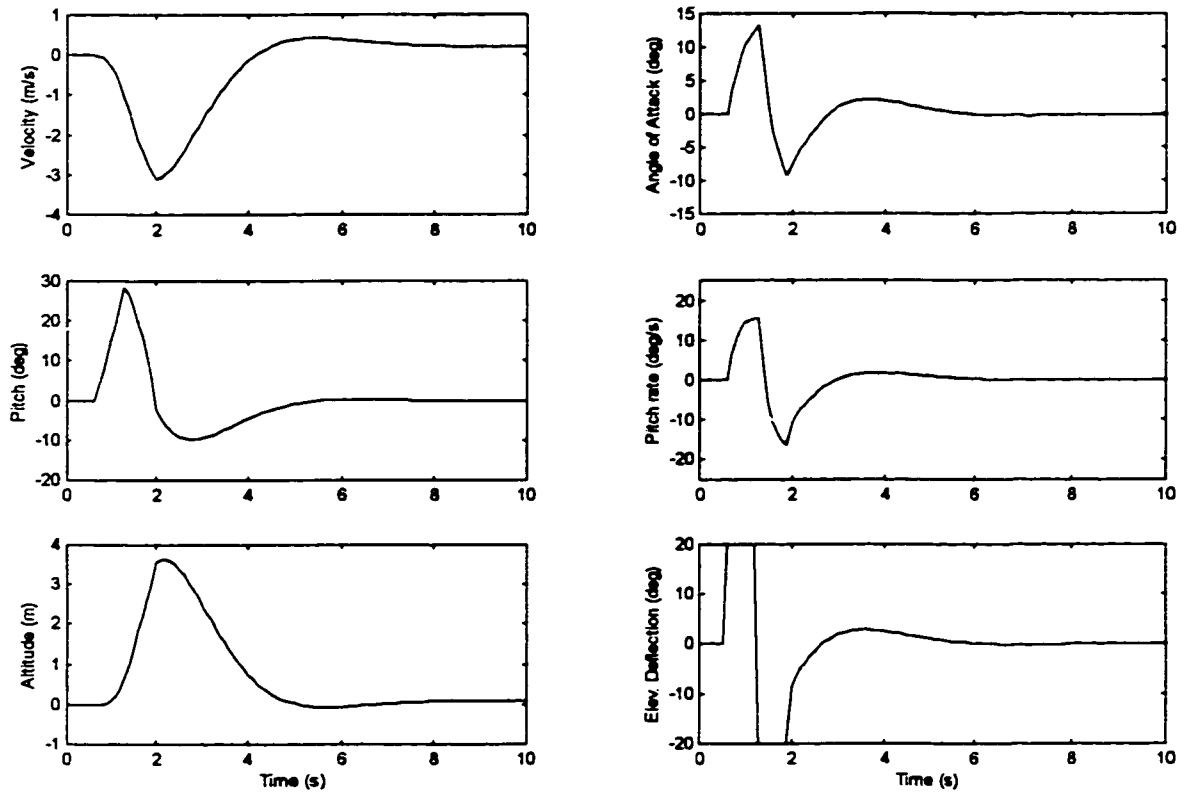 Velocity (m/s)
1
0
-1
-2
-3
-4
0 2 4 6 8 10
Angle of Attack (deg)
15
10
5
0
-5
-10
-15
0 2 4 6 8 10
Pitch (deg)
30
20
10
0
-10
-20
0 2 4 6 8 10
Pitch rate (deg/s)
20
10
0
-10
-20
0 2 4 6 8 10
Altitude (m)
4
3
2
1
0
-1
0 2 4 6 8 10
Time (s)
Elev. Deflection (deg)
20
10
0
-10
-20
0 2 4 6 8 10
Time (s)